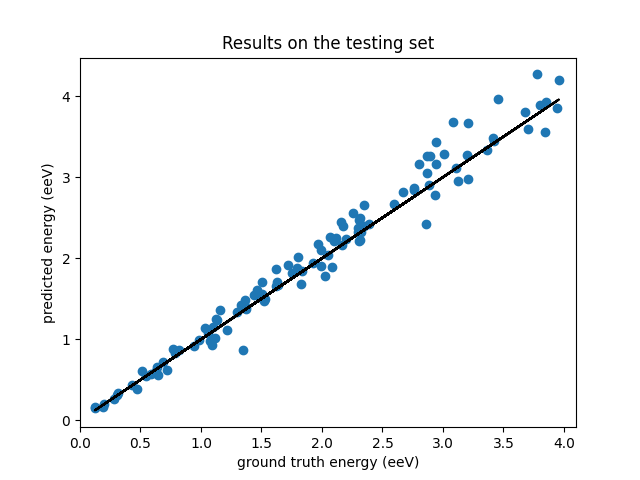 Results on the testing set
predicted energy (eeV)
4
3
2
1
0
0.0 0.5 1.0 1.5 2.0 2.5 3.0 3.5 4.0
ground truth energy (eeV)